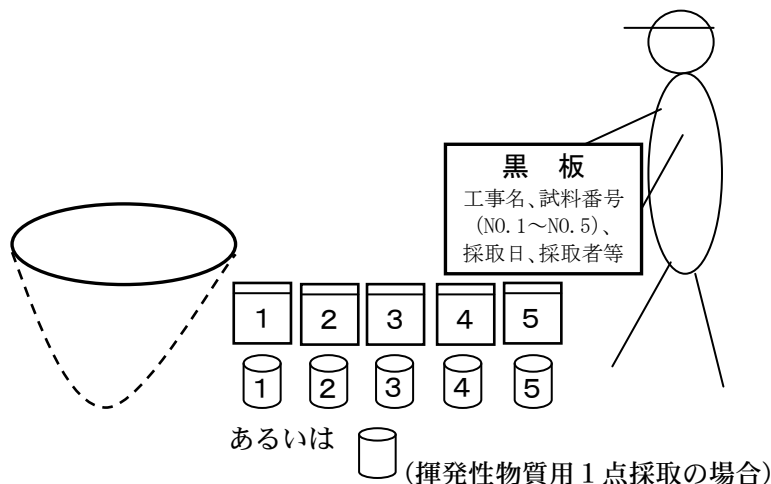 黒 板
工事名、試料番号
(NO.1～NO.5)、
採取日、採取者等
1 2 3 4 5
1 2 3 4 5
あるいは
(揮発性物質用１点採取の場合)